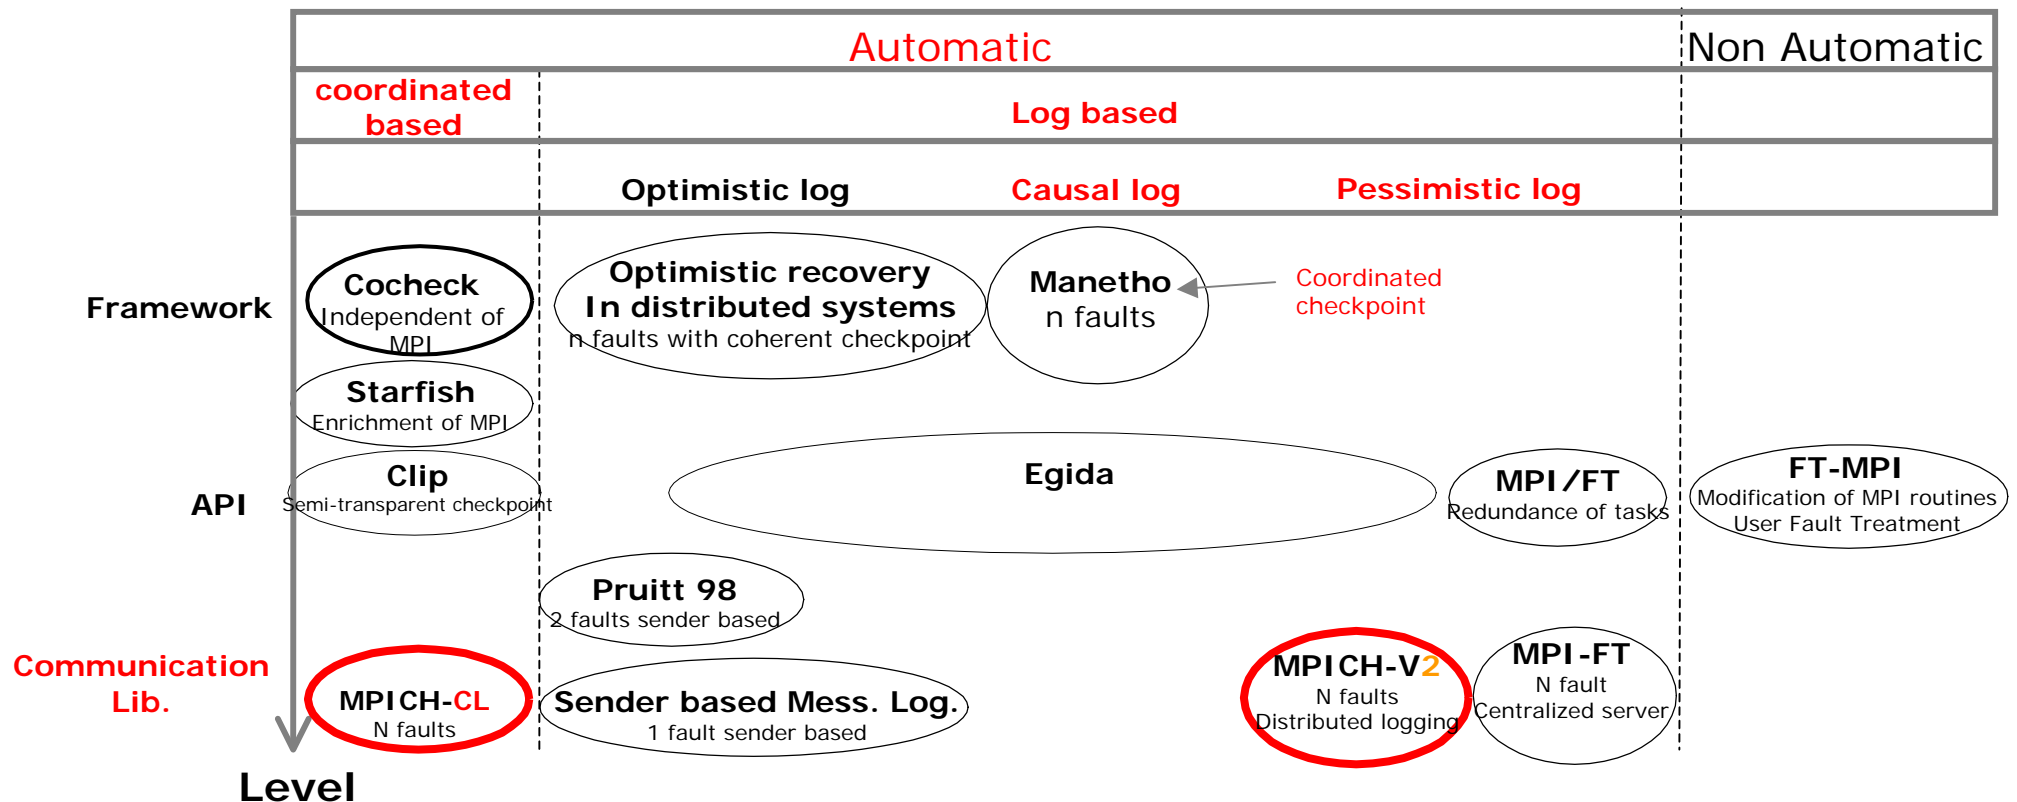 Automatic
Non Automatic
coordinated
based
Log based
Optimistic log
Causal log
Pessimistic log
Framework
Cocheck
Independent of
MPI
Optimistic recovery
In distributed systems
n faults with coherent checkpoint
Manetho
n faults
Coordinated
checkpoint
Starfish
Enrichment of MPI
API
Clip
Semi-transparent checkpoint
Egida
MPI/FT
Redundance of tasks
FT-MPI
Modification of MPI routines
User Fault Treatment
Pruitt 98
2 faults sender based
Communication
Lib.
MPICH-CL
N faults
Sender based Mess. Log.
1 fault sender based
MPICH-V2
N faults
Distributed logging
MPI-FT
N fault
Centralized server
Level